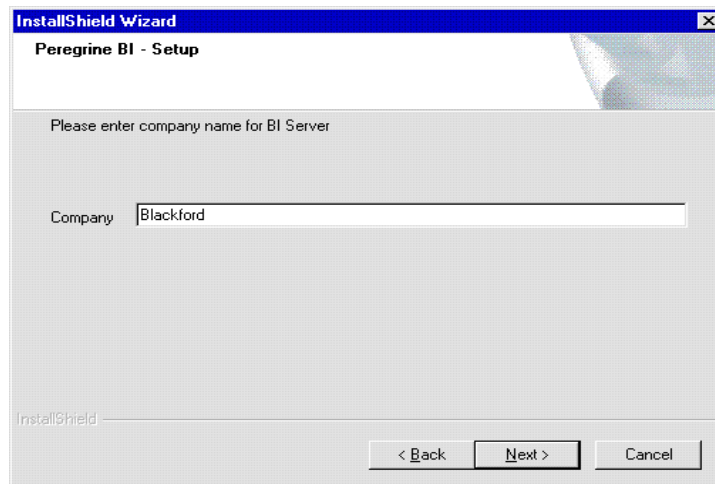 InstallShield Wizard
Peregrine BI - Setup
Please enter company name for BI Server
Company Blackford
InstallShield
< Back Next > Cancel